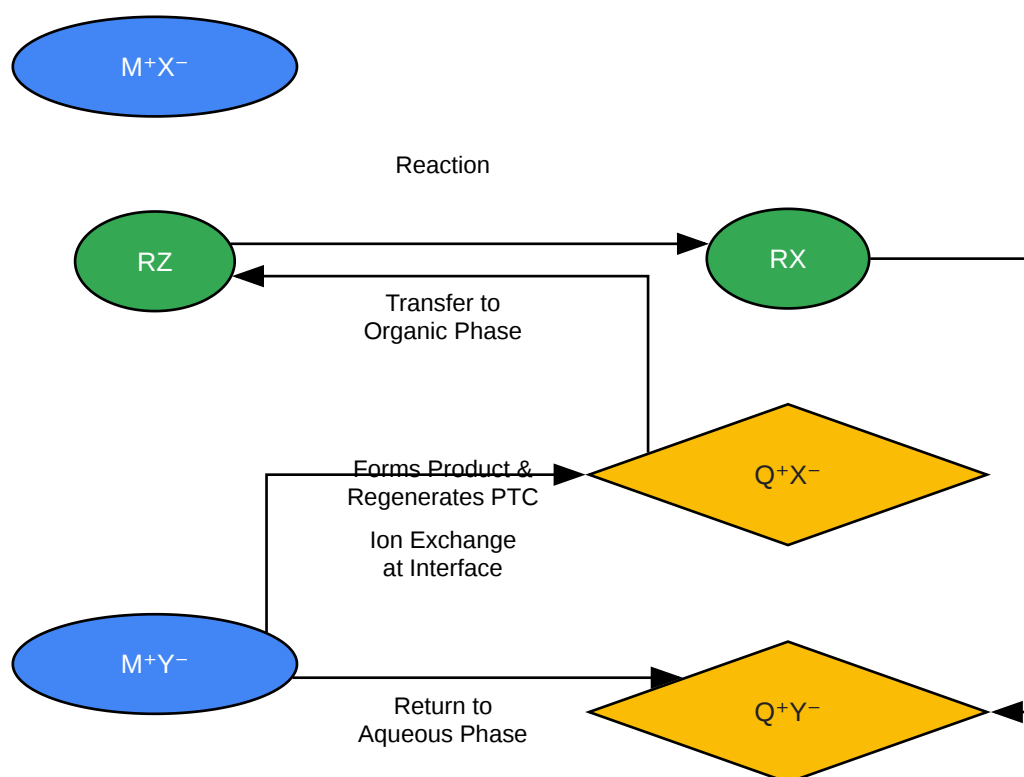 M⁺X⁻
Reaction
RZ
RX
Transfer to
Organic Phase
Forms Product &
Regenerates PTC
Q⁺X⁻
Ion Exchange
at Interface
M⁺Y⁻
Return to
Aqueous Phase
Q⁺Y⁻